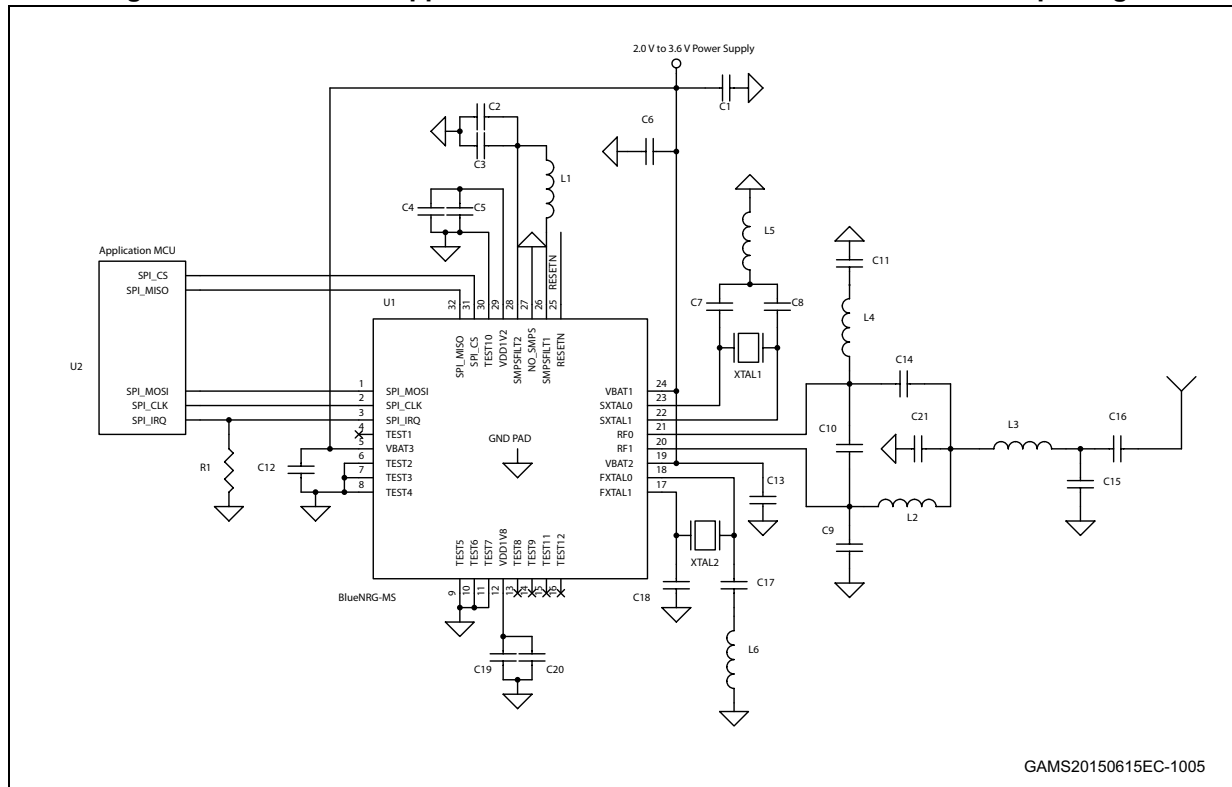 2.0 V to 3.6 V Power Supply
C1
C2
C6
C3
L1
C4
C5
L5
C11
RESETN
Application MCU
SPI_CS
SPI_MISO
U2
SPI_MOSI
SPI_CLK
SPI_IRQ
U1
C7
C8
L4
XTAL1
C14
32
31
30
29
28
27
26
25
SPI_MISO
SPI_CS
TEST10
VDD1V2
SMPSFILT2
NO_SMPS
SMPSFILT1
RESETN
1
2
3
4
5
6
7
8
SPI_MOSI
SPI_CLK
SPI_IRQ
TEST1
VBAT3
TEST2
TEST3
TEST4
GND PAD
VBAT1
SXTAL0
SXTAL1
RF0
RF1
VBAT2
FXTAL0
FXTAL1
24
23
22
21
20
19
18
17
C10
C21
L3
C16
R1
C12
C13
C15
L2
C9
XTAL2
TEST5
TEST6
TEST7
VDD1V8
TEST8
TEST9
TEST11
TEST12
9
10
11
12
13
14
15
16
BlueNRG-MS
C18
C17
C19
C20
L6
GAMS20150615EC-1005